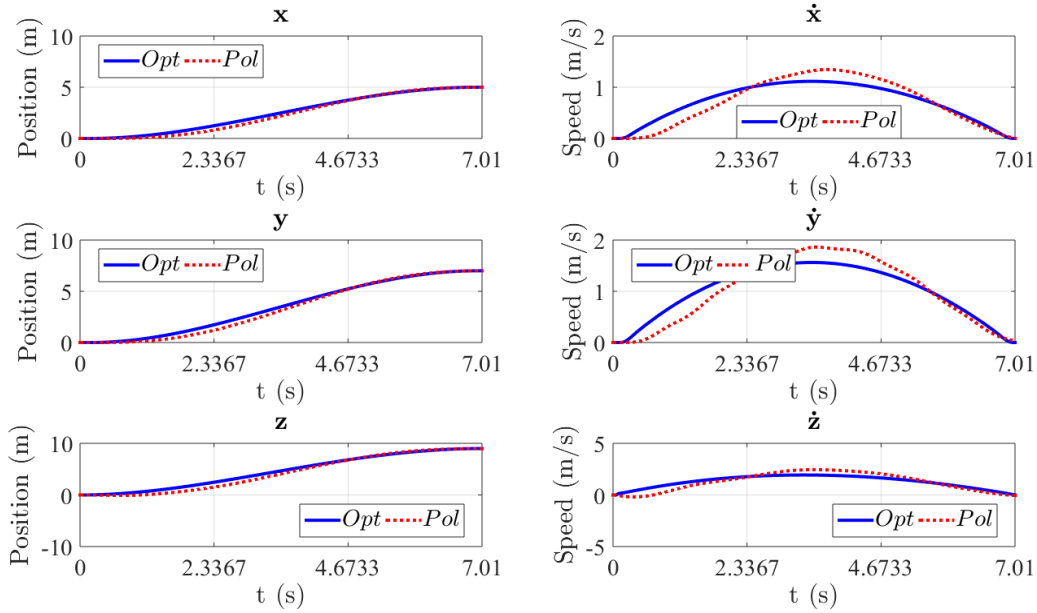 x
Position (m)
10
5
0
Opt Pol
0 2.3367 4.6733 7.01
t (s)
ẋ
Speed (m/s)
2
1
0
Opt Pol
0 2.3367 4.6733 7.01
t (s)
y
Position (m)
10
5
0
Opt Pol
0 2.3367 4.6733 7.01
t (s)
ẏ
Speed (m/s)
2
1
0
Opt Pol
0 2.3367 4.6733 7.01
t (s)
z
Position (m)
10
0
-10
Opt Pol
0 2.3367 4.6733 7.01
t (s)
ż
Speed (m/s)
5
0
-5
Opt Pol
0 2.3367 4.6733 7.01
t (s)